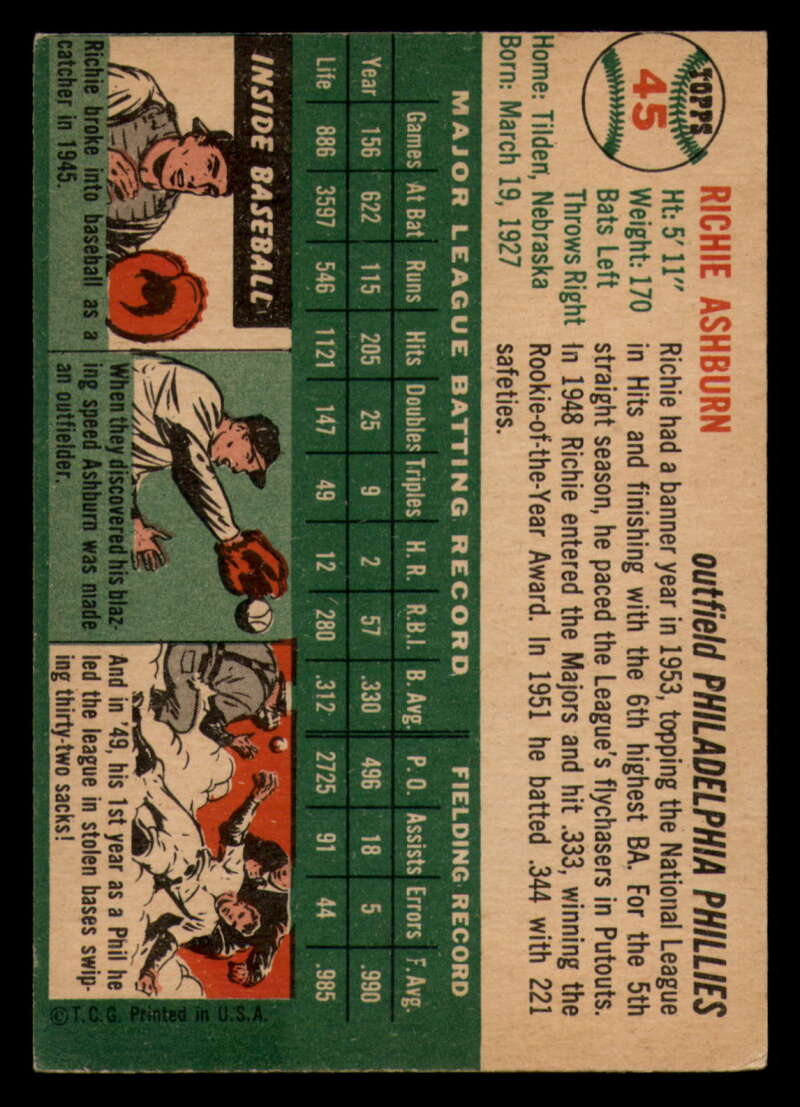 TOPPS
45
RICHIE ASHBURN
outfield PHILADELPHIA PHILLIES
Ht: 5' 11"
Weight: 170
Bats Left
Throws Right
Home: Tilden, Nebraska
Born: March 19, 1927
Richie had a banner year in 1953, topping the National League
in Hits and finishing with the 6th highest BA. For the 5th
straight season, he paced the League's flychasers in Putouts.
In 1948 Richie entered the Majors and hit .333, winning the
Rookie-of-the-Year Award. In 1951 he batted .344 with 221
safeties.
MAJOR LEAGUE BATTING RECORD FIELDING RECORD
Games At Bat Runs Hits Doubles Triples H. R. R.B.I. B. Avg. P. O. Assists Errors F. Avg.
Year 156 622 115 205 25 9 2 57 .330 496 18 5 .990
Life 886 3597 546 1121 147 49 12 280 .312 2725 91 44 .985
INSIDE BASEBALL
Richie broke into baseball as a
catcher in 1945.
When they discovered his blaz-
ing speed Ashburn was made
an outfielder.
And in '49, his 1st year as a Phil he
led the league in stolen bases swip-
ing thirty-two sacks!
© T. C. G. Printed in U. S. A.